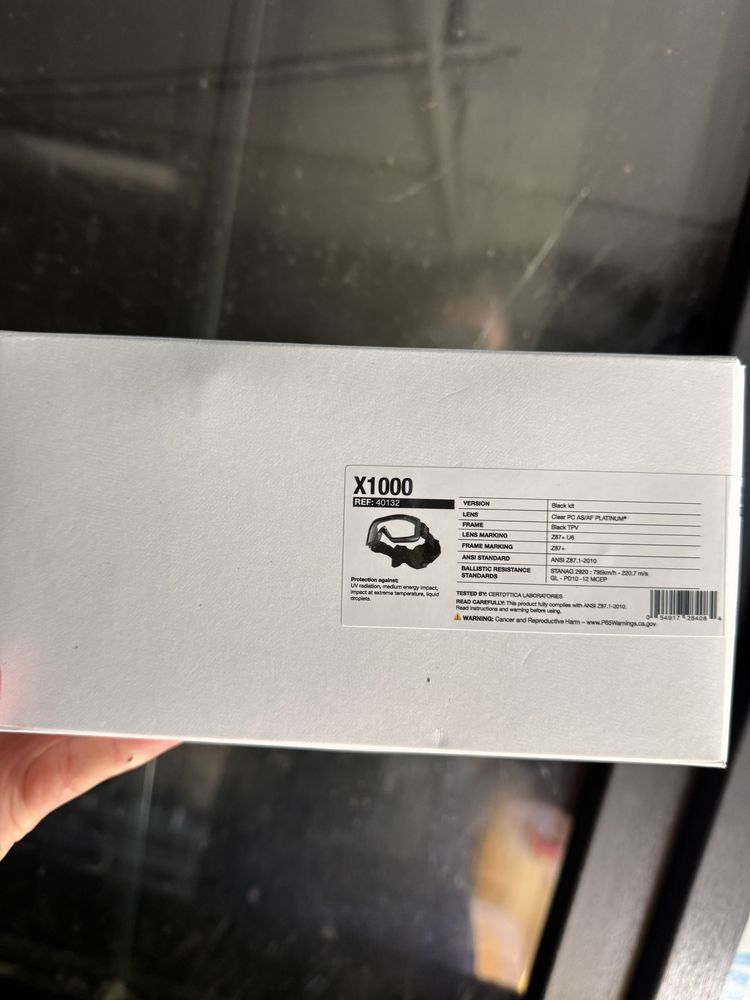 X1000
REF: 40132
VERSION Black kit
LENS Clear PC AS/AF PLATINUM®
FRAME Black TPV
LENS MARKING Z87+ U6
FRAME MARKING Z87+
ANSI STANDARD ANSI Z87.1-2010
BALLISTIC RESISTANCE STANAG 2920 : 795km/h - 220.7 m/s
STANDARDS GL - PD10 -12 MCEP
Protection against:
UV radiation, medium energy impact,
impact at extreme temperature, liquid
droplets.
TESTED BY: CERTOTTICA LABORATORIES
READ CAREFULLY: This product fully complies with ANSI Z87.1-2010.
Read instructions and warning before using.
⚠ WARNING: Cancer and Reproductive Harm – www.P65Warnings.ca.gov
0 54917 28408 4